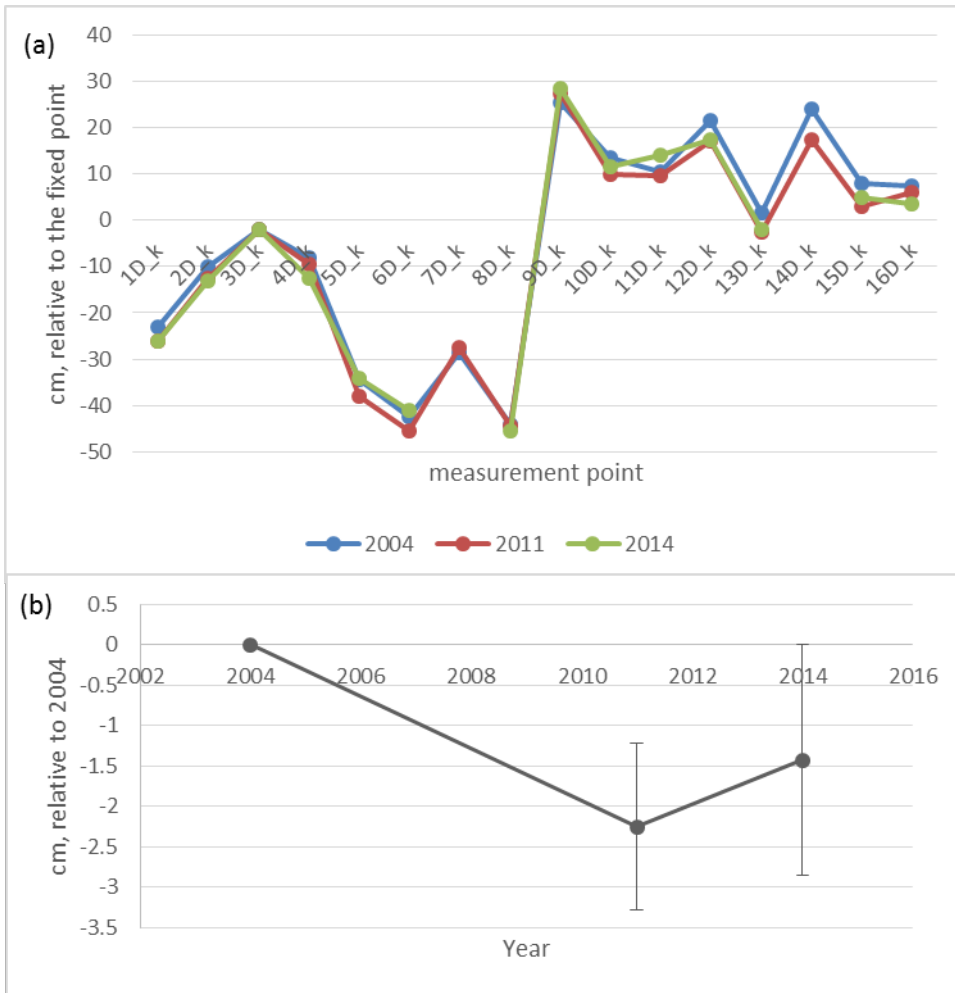 (a)
40
30
20
10
0
-10
-20
-30
-40
-50
cm, relative to the fixed point
1D_k 2D_k 3D_k 4D_k 5D_k 6D_k 7D_k 8D_k 9D_k 10D_k 11D_k 12D_k 13D_k 14D_k 15D_k 16D_k
measurement point
2004 2011 2014
(b)
0.5
0
-0.5
-1
-1.5
-2
-2.5
-3
-3.5
cm, relative to 2004
2002 2004 2006 2008 2010 2012 2014 2016
Year